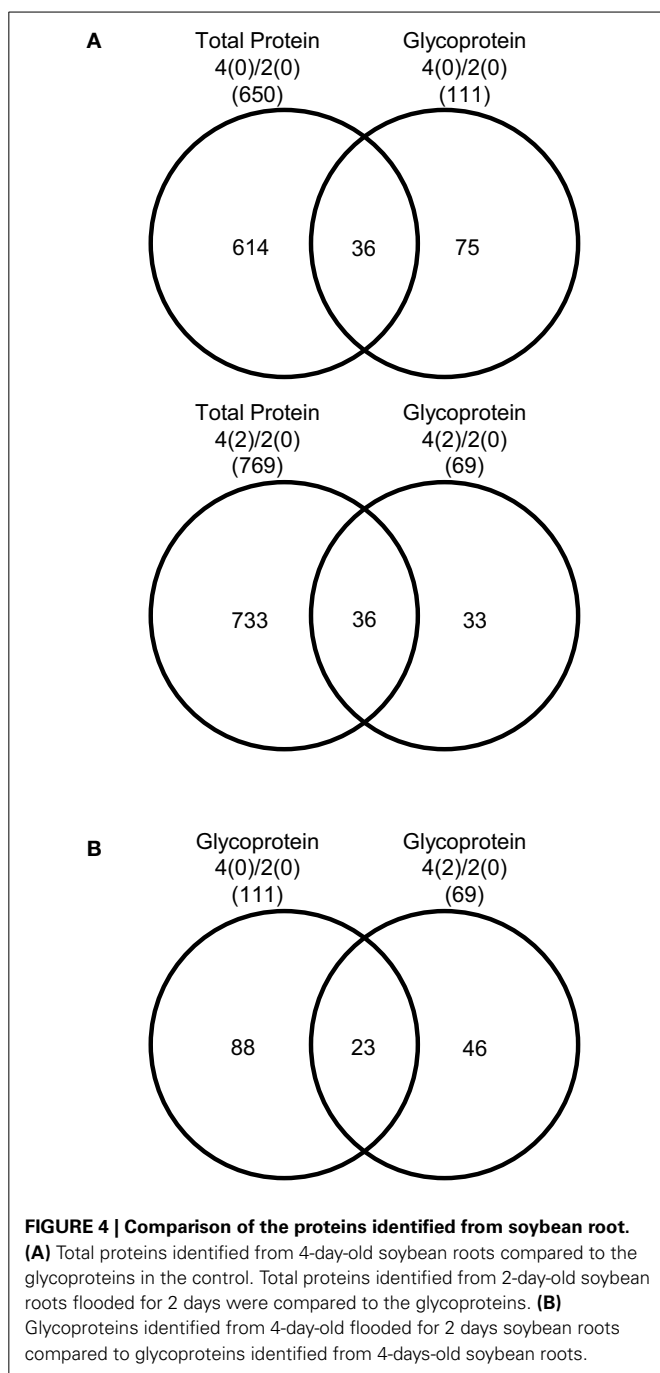 A
Total Protein
4(0)/2(0)
(650)
Glycoprotein
4(0)/2(0)
(111)
614
36
75
Total Protein
4(2)/2(0)
(769)
Glycoprotein
4(2)/2(0)
(69)
733
36
33
B
Glycoprotein
4(0)/2(0)
(111)
Glycoprotein
4(2)/2(0)
(69)
88
23
46
FIGURE 4 | Comparison of the proteins identified from soybean root.
(A) Total proteins identified from 4-day-old soybean roots compared to the
glycoproteins in the control. Total proteins identified from 2-day-old soybean
roots flooded for 2 days were compared to the glycoproteins. (B)
Glycoproteins identified from 4-day-old flooded for 2 days soybean roots
compared to glycoproteins identified from 4-days-old soybean roots.